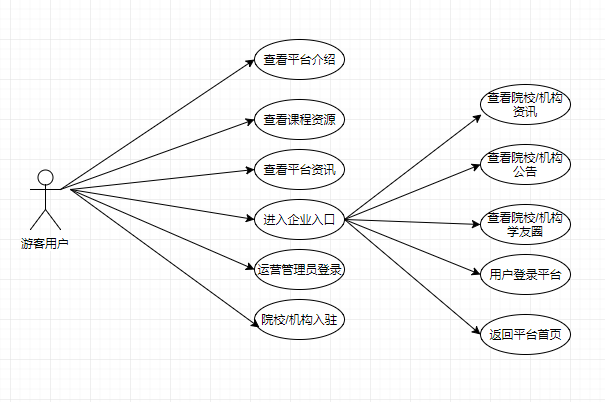 查看平台介绍
查看课程资源
查看平台资讯
进入企业入口
运营管理员登录
院校/机构入驻
游客用户
查看院校/机构
资讯
查看院校/机构
公告
查看院校/机构
学友圈
用户登录平台
返回平台首页